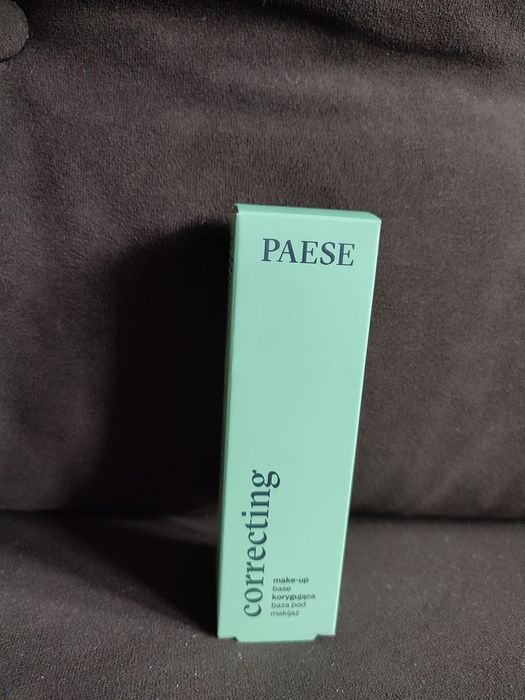 PAESE
correcting
make-up
base
korygująca
baza pod
makijaż